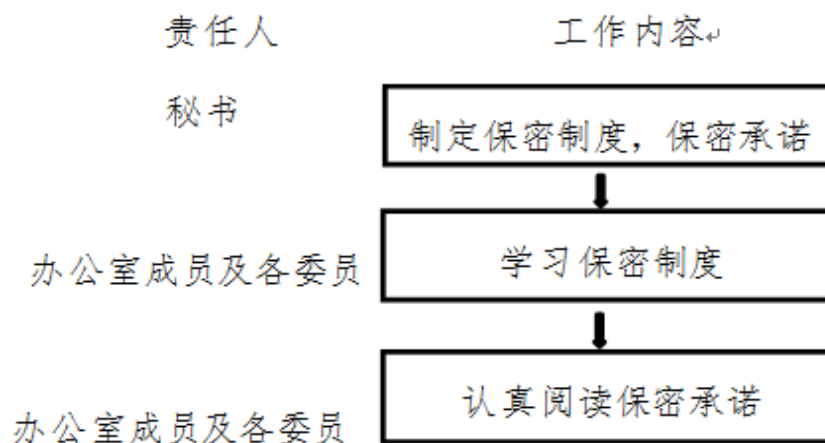 责任人 工作内容
秘书 制定保密制度，保密承诺
办公室成员及各委员 学习保密制度
办公室成员及各委员 认真阅读保密承诺